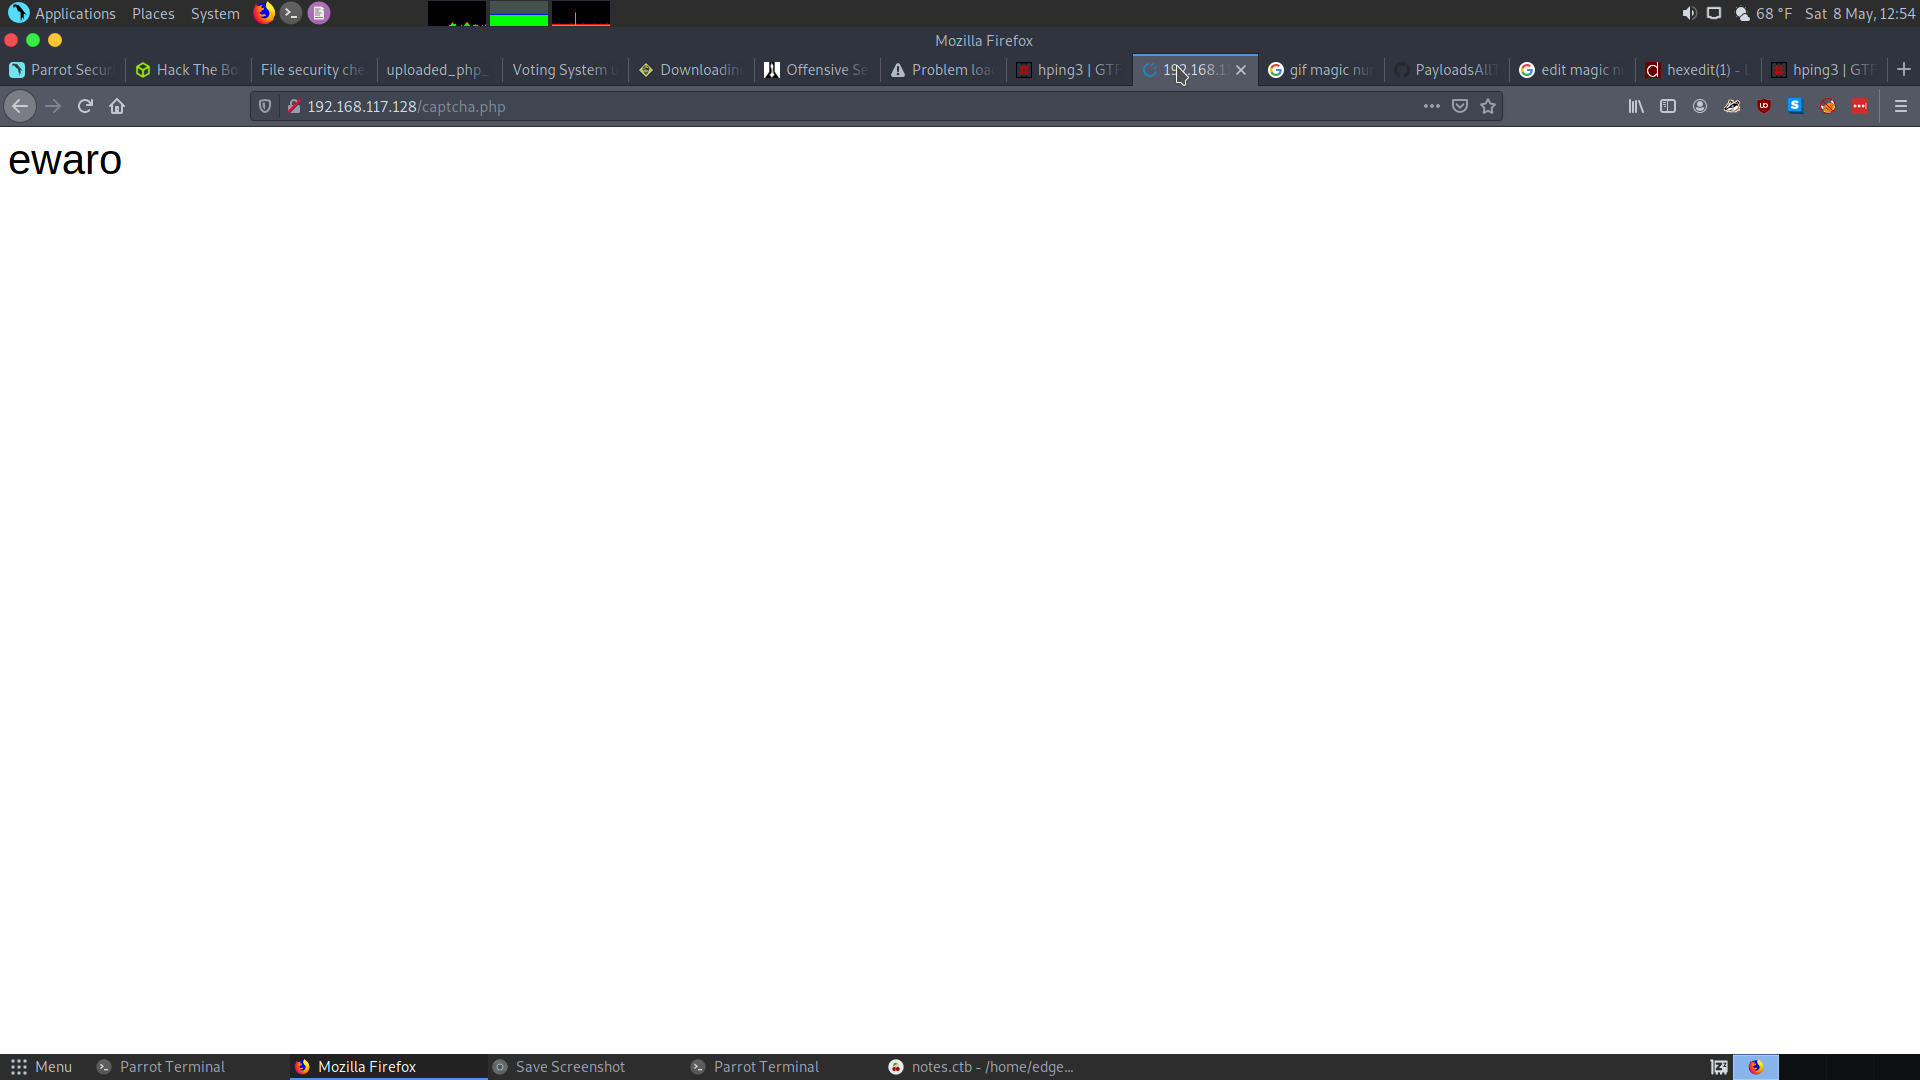 Applications Places System 68 °F Sat 8 May, 12:54
Mozilla Firefox
Parrot Secur Hack The Bo File security che uploaded_php_ Voting System u Downloading Offensive Se Problem loa hping3 | GTF 192.168.1 gif magic nu PayloadsAllT edit magic n hexedit(1) - L hping3 | GTF
192.168.117.128/captcha.php
ewaro
Menu Parrot Terminal Mozilla Firefox Save Screenshot Parrot Terminal notes.ctb - /home/edge...